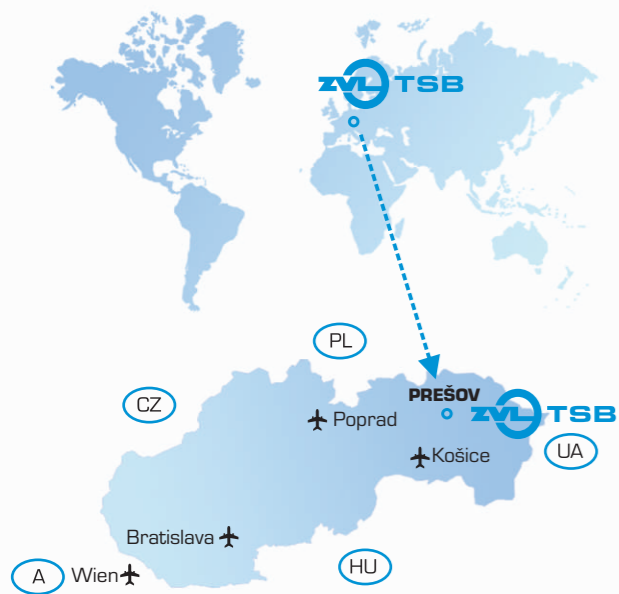 ZVL TSB
PL
PREŠOV
CZ
ZVL TSB
Poprad
Košice
UA
Bratislava
HU
A
Wien